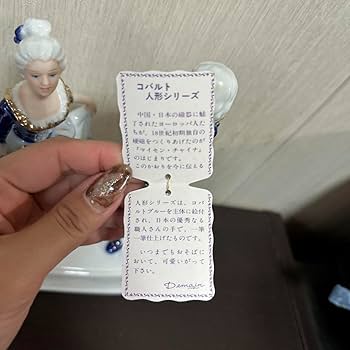 コバルト
人形シリーズ
中国・日本の磁器に魅
了されたヨーロッパ人た
ちが、18世紀初期独自の
硬磁をつくりあげたのが
『マイセン・チャイナ』
のはじまりです。
このかおりを今に伝える
人形シリーズは、コバ
ルトブルーを主体に絵付
され、日本の優秀なる
職人さんの手で、一筆
一筆仕上げたものです。
いつまでもおそばに
おいて、可愛いがって
下さい。
Demain